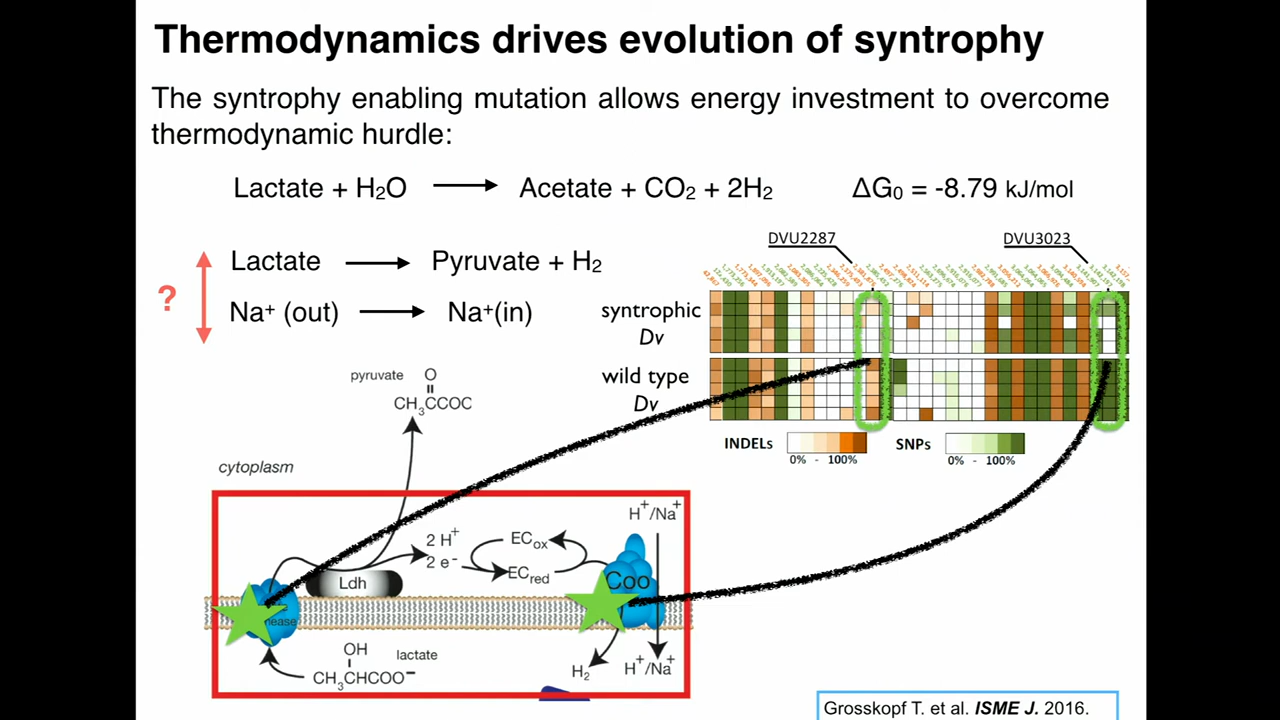 Thermodynamics drives evolution of syntrophy
The syntrophy enabling mutation allows energy investment to overcome
thermodynamic hurdle:
Lactate + H₂O → Acetate + CO₂ + 2H₂ ΔG₀ = -8.79 kJ/mol
DVU2287 DVU3023
Lactate → Pyruvate + H₂
?
Na⁺ (out) → Na⁺(in)
syntrophic
Dv
wild type
Dv
INDELs 0% - 100%
SNPs 0% - 100%
pyruvate O
CH₃CCOC
cytoplasm
H⁺/Na⁺
2 H⁺
2 e⁻
ECox
ECred
Ldh
Coo
OH
lactate
CH₃CHCOO⁻
H₂
H⁺/Na⁺
Grosskopf T. et al. ISME J. 2016.